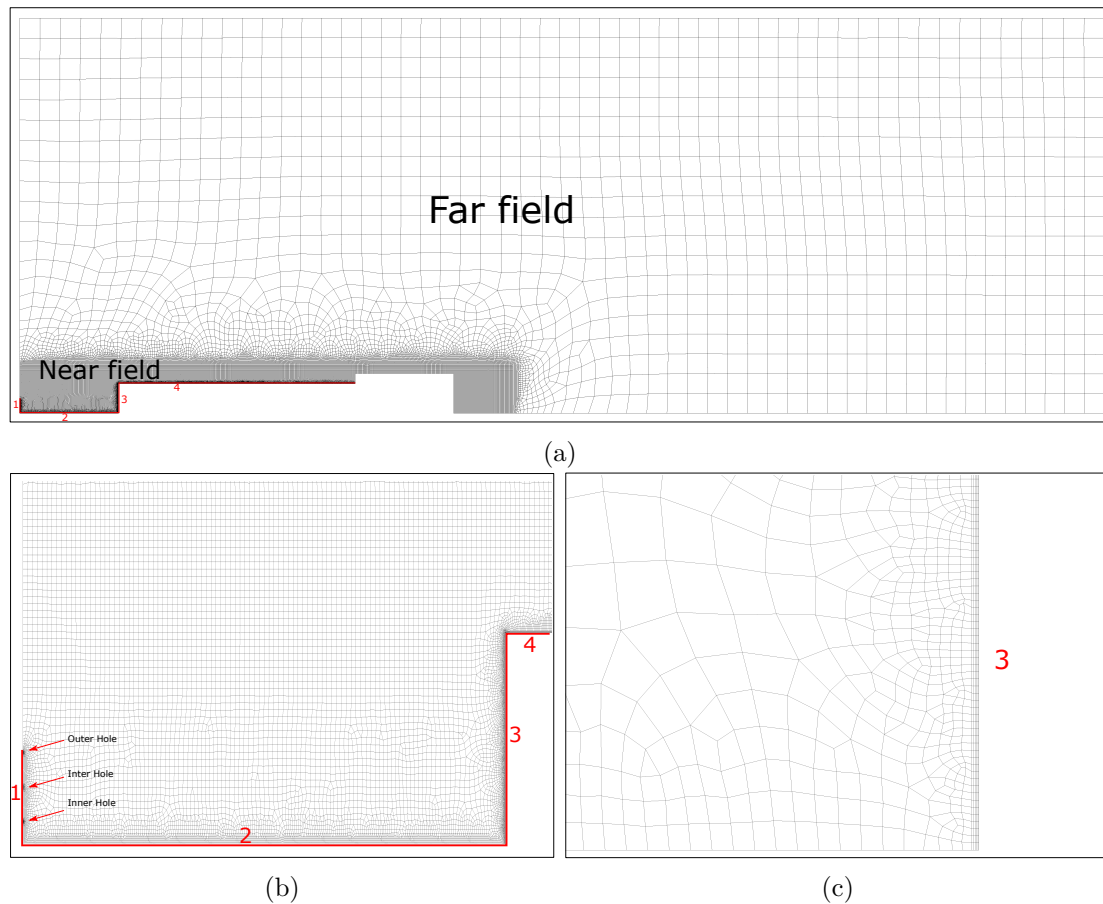 Far field
Near field
1
2
3
4
(a)
Outer Hole
Inter Hole
Inner Hole
1
2
3
4
(b)
3
(c)